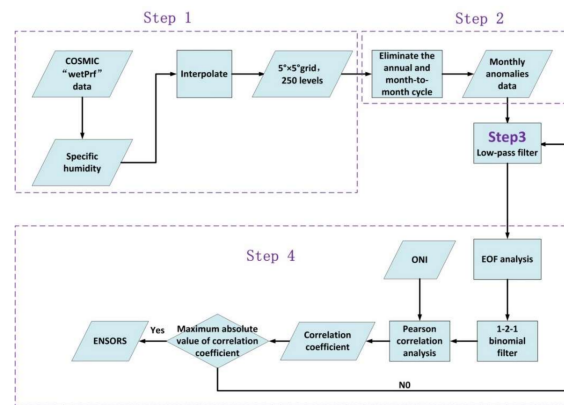 Step 1
Step 2
COSMIC
“wetPrf”
data
Interpolate
5°×5°grid，
250 levels
Eliminate the
annual and
month-to-
month cycle
Monthly
anomalies
data
Specific
humidity
Step3
Low-pass filter
Step 4
ONI
EOF analysis
ENSORS
Yes
Maximum absolute
value of correlation
coefficient
Correlation
coefficient
Pearson
correlation
analysis
1-2-1
binomial
filter
N0